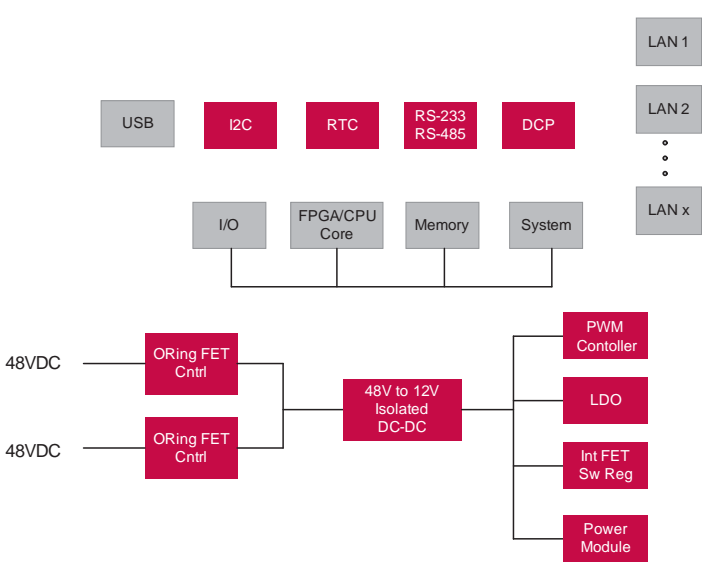 LAN 1
USB
I2C
RTC
RS-233
RS-485
DCP
LAN 2
LAN x
I/O
FPGA/CPU
Core
Memory
System
48VDC
ORing FET
Cntrl
48VDC
ORing FET
Cntrl
48V to 12V
Isolated
DC-DC
PWM
Contoller
LDO
Int FET
Sw Reg
Power
Module